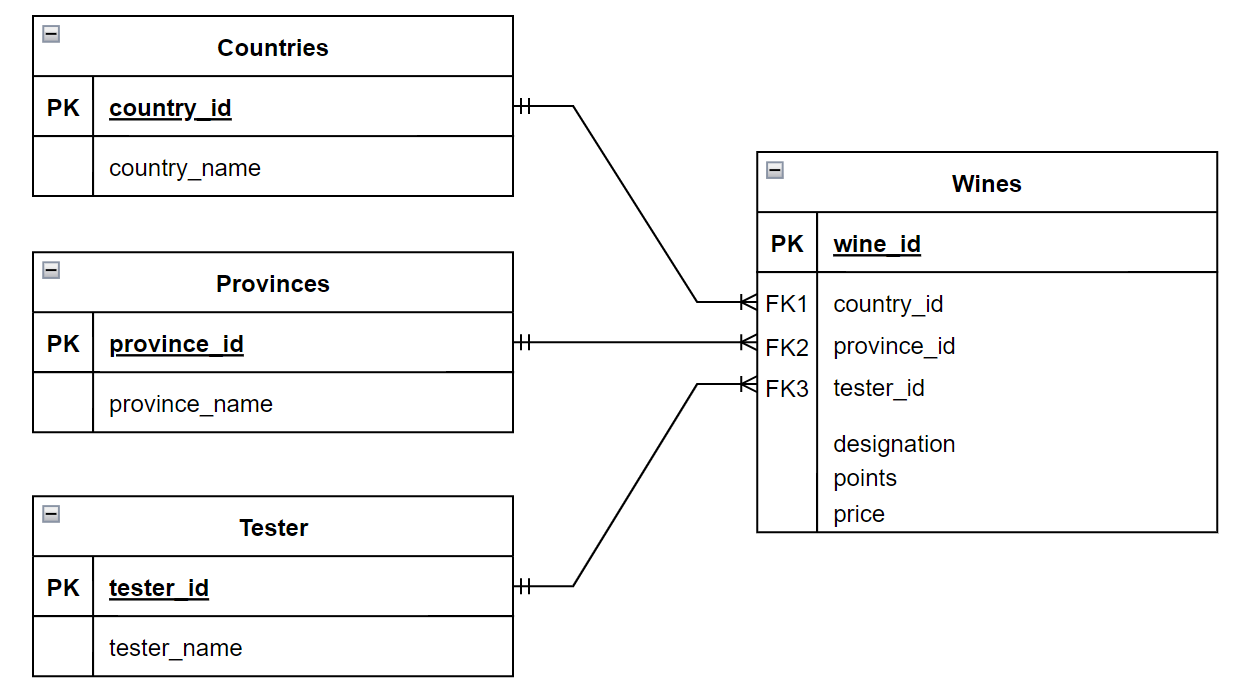 Countries
PK country_id
country_name
Provinces
PK province_id
province_name
Tester
PK tester_id
tester_name
Wines
PK wine_id
FK1 country_id
FK2 province_id
FK3 tester_id
designation
points
price